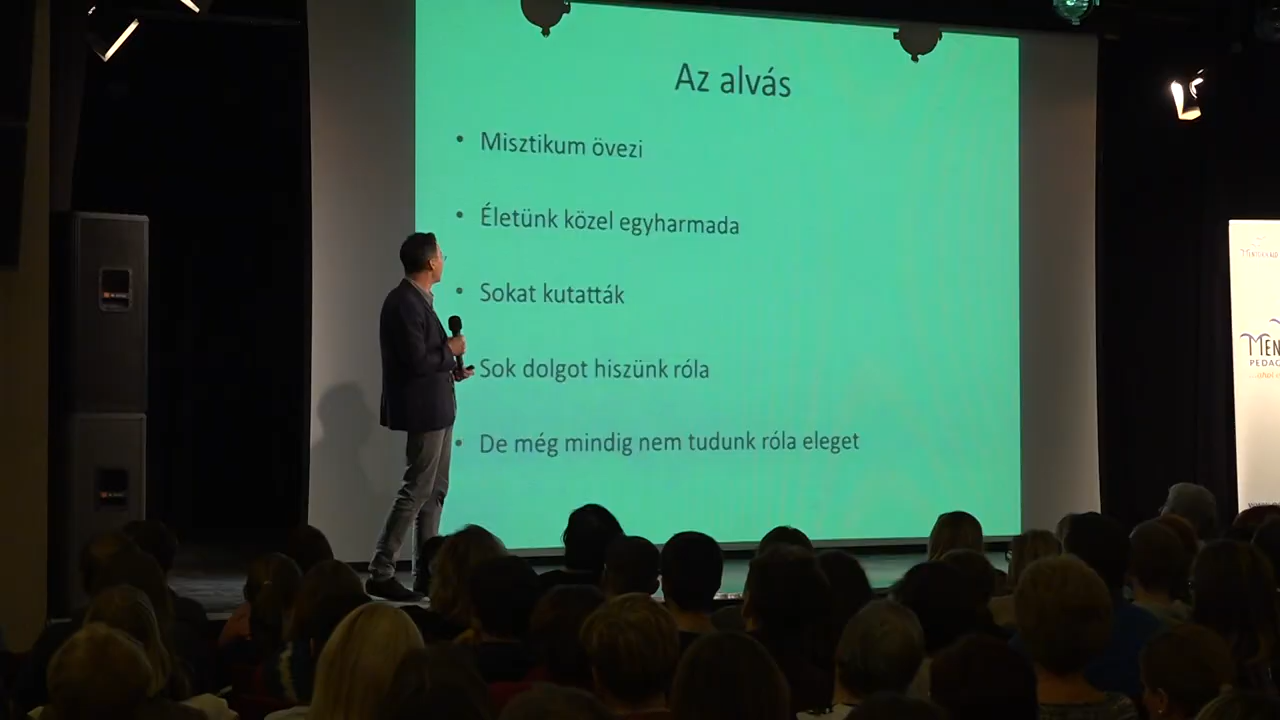 Az alvás
Misztikum övezi
Életünk közel egyharmada
Sokat kutatták
Sok dolgot hiszünk róla
De még mindig nem tudunk róla eleget